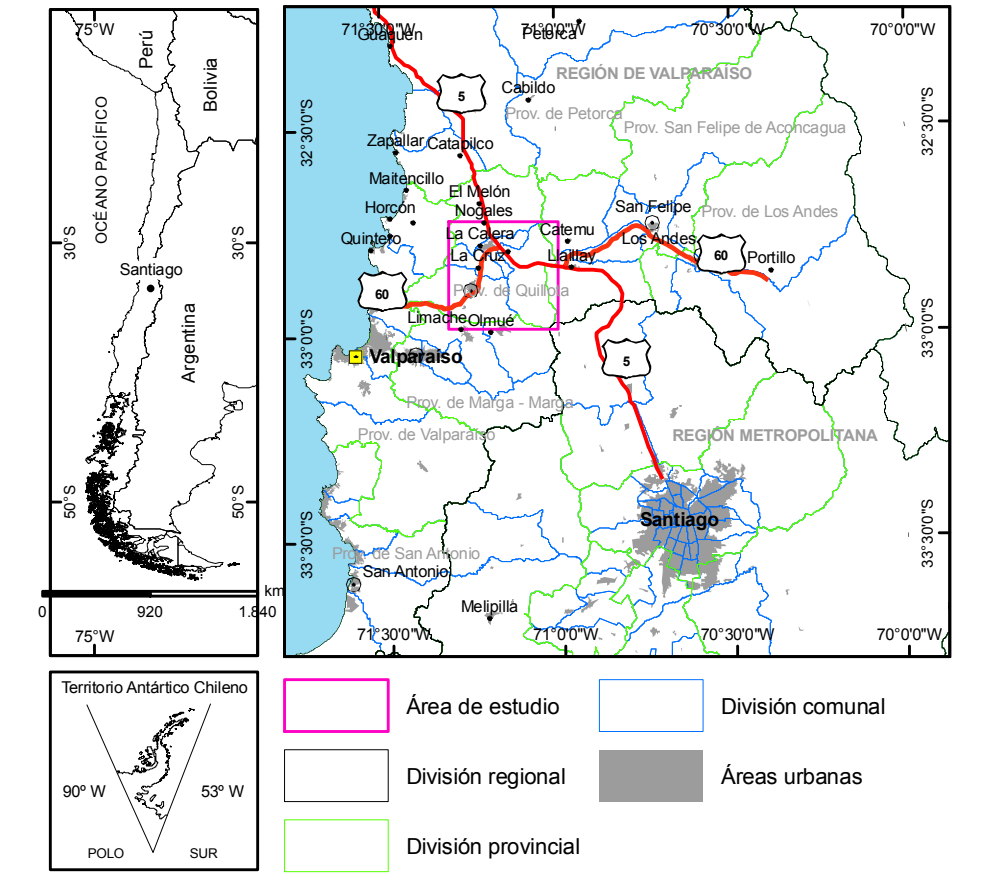 75°W
Perú
Bolivia
OCÉANO PACÍFICO
30°S
30°S
Santiago
Argentina
50°S
50°S
km
0
920
1.840
75°W
71°30'0"W
71°0'0"W
70°30'0"W
70°0'0"W
Guaquén
Petorca
REGIÓN DE VALPARAÍSO
5
Cabildo
Prov. de Petorca
Prov. San Felipe de Aconcagua
32°30'0"S
32°30'0"S
Zapallar
Catapilco
Maitencillo
El Melón
Horcón
Nogales
San Felipe
Prov. de Los Andes
La Calera
Catemu
Quintero
Los Andes
60
Portillo
La Cruz
Llaillay
60
Prov. de Quillota
Limache
Olmué
33°0'0"S
33°0'0"S
Valparaíso
5
Prov. de Marga - Marga
Prov. de Valparaíso
REGIÓN METROPOLITANA
Santiago
33°30'0"S
33°30'0"S
Prov. de San Antonio
San Antonio
Melipilla
71°30'0"W
71°0'0"W
70°30'0"W
70°0'0"W
Territorio Antártico Chileno
90º W
53º W
POLO
SUR
Área de estudio
División comunal
División regional
Áreas urbanas
División provincial